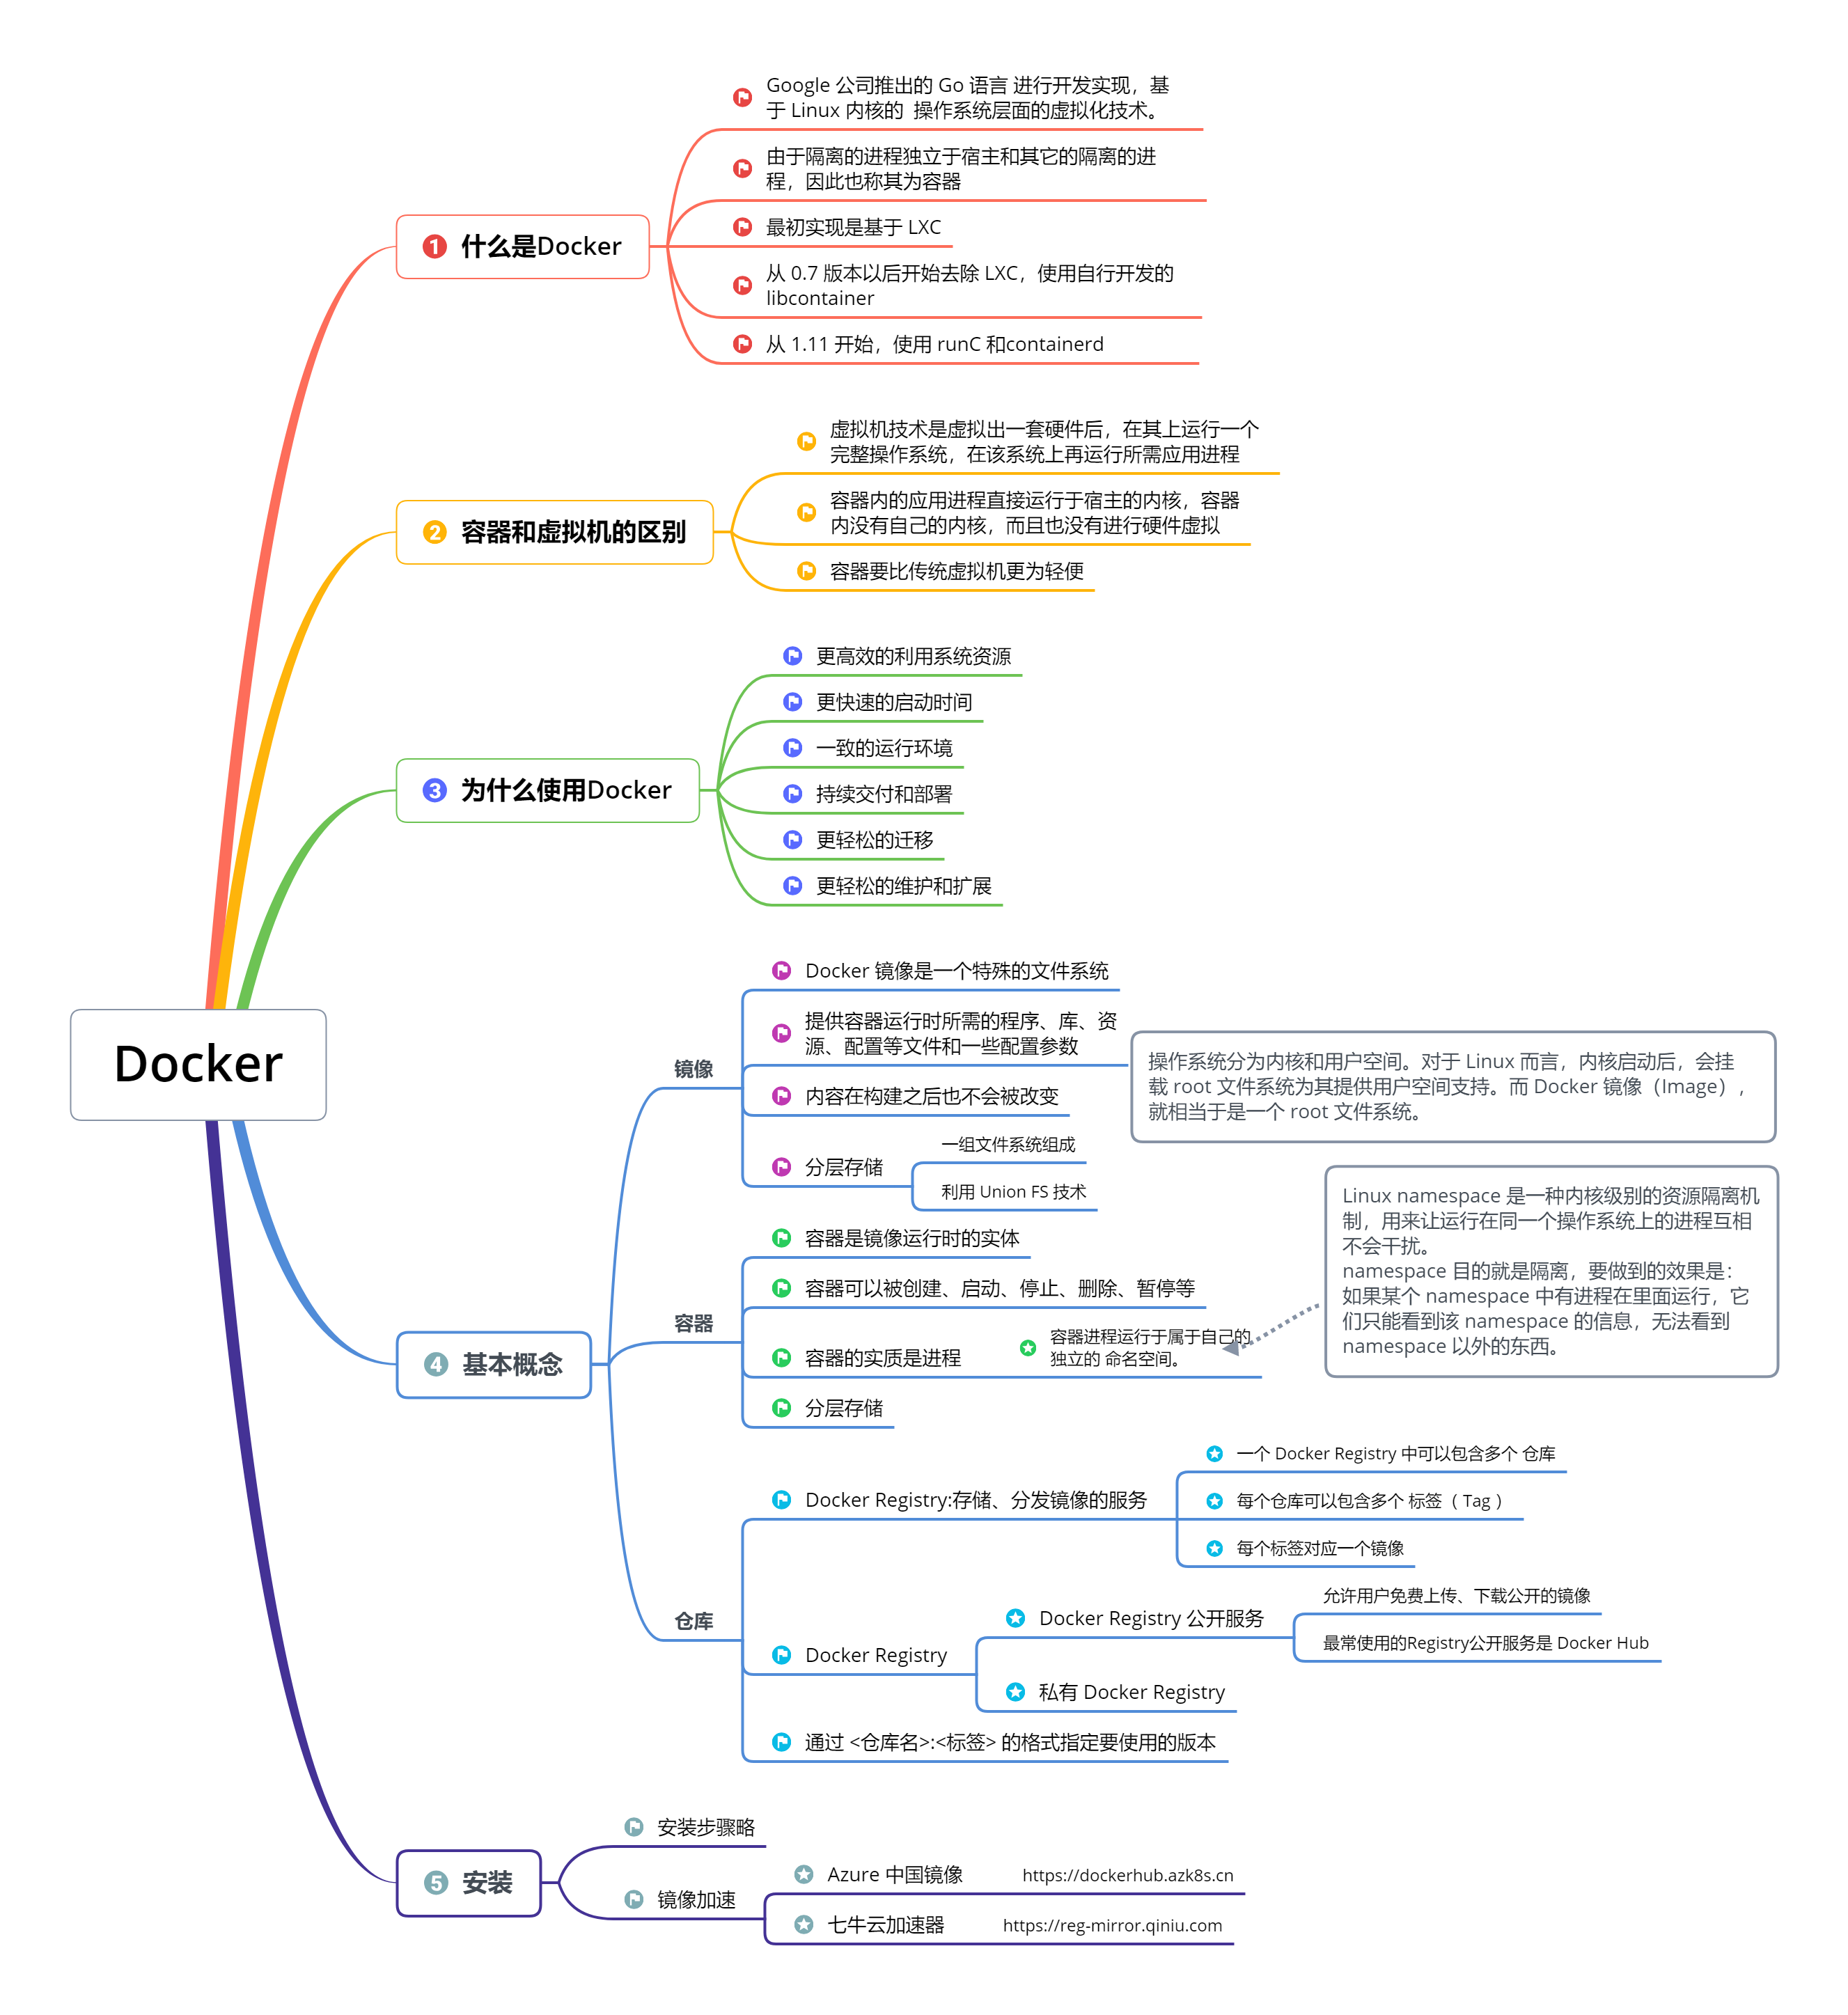 Docker
1 什么是Docker
Google 公司推出的 Go 语言 进行开发实现，基
于 Linux 内核的 操作系统层面的虚拟化技术。
由于隔离的进程独立于宿主和其它的隔离的进
程，因此也称其为容器
最初实现是基于 LXC
从 0.7 版本以后开始去除 LXC，使用自行开发的
libcontainer
从 1.11 开始，使用 runC 和containerd
2 容器和虚拟机的区别
虚拟机技术是虚拟出一套硬件后，在其上运行一个
完整操作系统，在该系统上再运行所需应用进程
容器内的应用进程直接运行于宿主的内核，容器
内没有自己的内核，而且也没有进行硬件虚拟
容器要比传统虚拟机更为轻便
3 为什么使用Docker
更高效的利用系统资源
更快速的启动时间
一致的运行环境
持续交付和部署
更轻松的迁移
更轻松的维护和扩展
4 基本概念
镜像
Docker 镜像是一个特殊的文件系统
提供容器运行时所需的程序、库、资
源、配置等文件和一些配置参数
操作系统分为内核和用户空间。对于 Linux 而言，内核启动后，会挂
载 root 文件系统为其提供用户空间支持。而 Docker 镜像（Image），
就相当于是一个 root 文件系统。
内容在构建之后也不会被改变
分层存储
一组文件系统组成
利用 Union FS 技术
容器
容器是镜像运行时的实体
容器可以被创建、启动、停止、删除、暂停等
容器的实质是进程
容器进程运行于属于自己的
独立的 命名空间。
Linux namespace 是一种内核级别的资源隔离机
制，用来让运行在同一个操作系统上的进程互相
不会干扰。
namespace 目的就是隔离，要做到的效果是：
如果某个 namespace 中有进程在里面运行，它
们只能看到该 namespace 的信息，无法看到
namespace 以外的东西。
分层存储
仓库
Docker Registry:存储、分发镜像的服务
一个 Docker Registry 中可以包含多个 仓库
每个仓库可以包含多个 标签（ Tag ）
每个标签对应一个镜像
Docker Registry
Docker Registry 公开服务
允许用户免费上传、下载公开的镜像
最常使用的Registry公开服务是 Docker Hub
私有 Docker Registry
通过 <仓库名>:<标签> 的格式指定要使用的版本
5 安装
安装步骤略
镜像加速
Azure 中国镜像 https://dockerhub.azk8s.cn
七牛云加速器 https://reg-mirror.qiniu.com